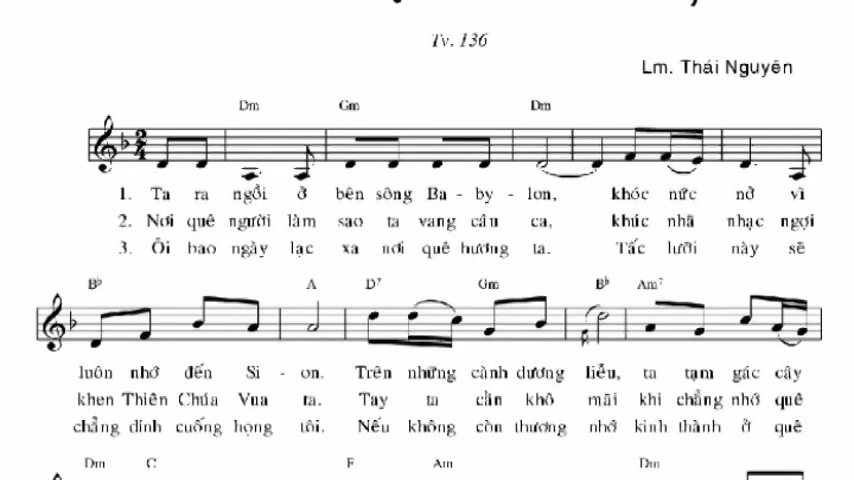 Tv. 136
Lm. Thái Nguyên
Dm Gm Dm
2 4
1. Ta ra ngồi ở bên sông Ba - by - lon, khóc nức nở vì
2. Nơi quê người làm sao ta vang câu ca, khúc nhã nhạc ngợi
3. Ôi bao ngày lạc xa nơi quê hương ta. Tấc lưỡi này sẽ
Bb A D7 Gm Bb Am7
luôn nhớ đến Si - on. Trên những cành dương liễu, ta tạm gác cây
khen Thiên Chúa Vua ta. Tay ta cằn khô mãi khi chẳng nhớ quê
chẳng dính cuống họng tôi. Nếu không còn thương nhớ kinh thành ở quê
Dm C F Am Dm